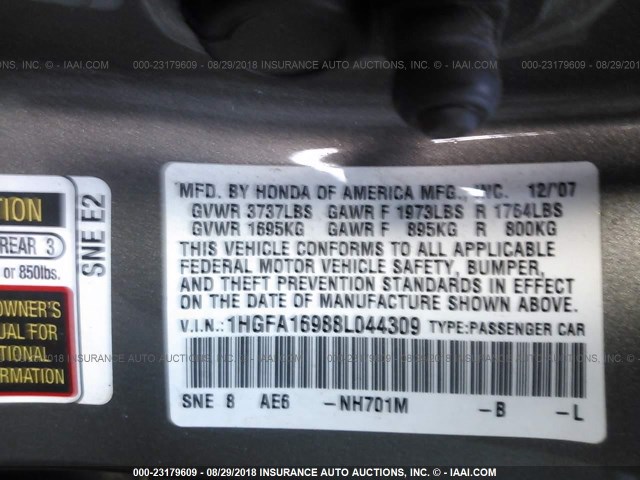 INC. - IAAI.COM 000-23179609 - 08/29/2018 INSURANCE AUTO AUCTIONS, INC. - IAAI.COM 000-23179609 - 08/29/2018
TION
REAR 3
or 850lbs.
OWNER'S
UAL FOR
TIONAL
FORMATION
SNE E2
MFD. BY HONDA OF AMERICA MFG., INC. 12/'07
GVWR 3737LBS GAWR F 1973LBS R 1764LBS
GVWR 1695KG GAWR F 895KG R 800KG
THIS VEHICLE CONFORMS TO ALL APPLICABLE
FEDERAL MOTOR VEHICLE SAFETY, BUMPER,
AND THEFT PREVENTION STANDARDS IN EFFECT
ON THE DATE OF MANUFACTURE SHOWN ABOVE.
V.I.N.:1HGFA16988L044309 TYPE:PASSENGER CAR
SNE 8 AE6 -NH701M -B -L
000-23179609 - 08/29/2018 INSURANCE AUTO AUCTIONS, INC. - IAAI.COM